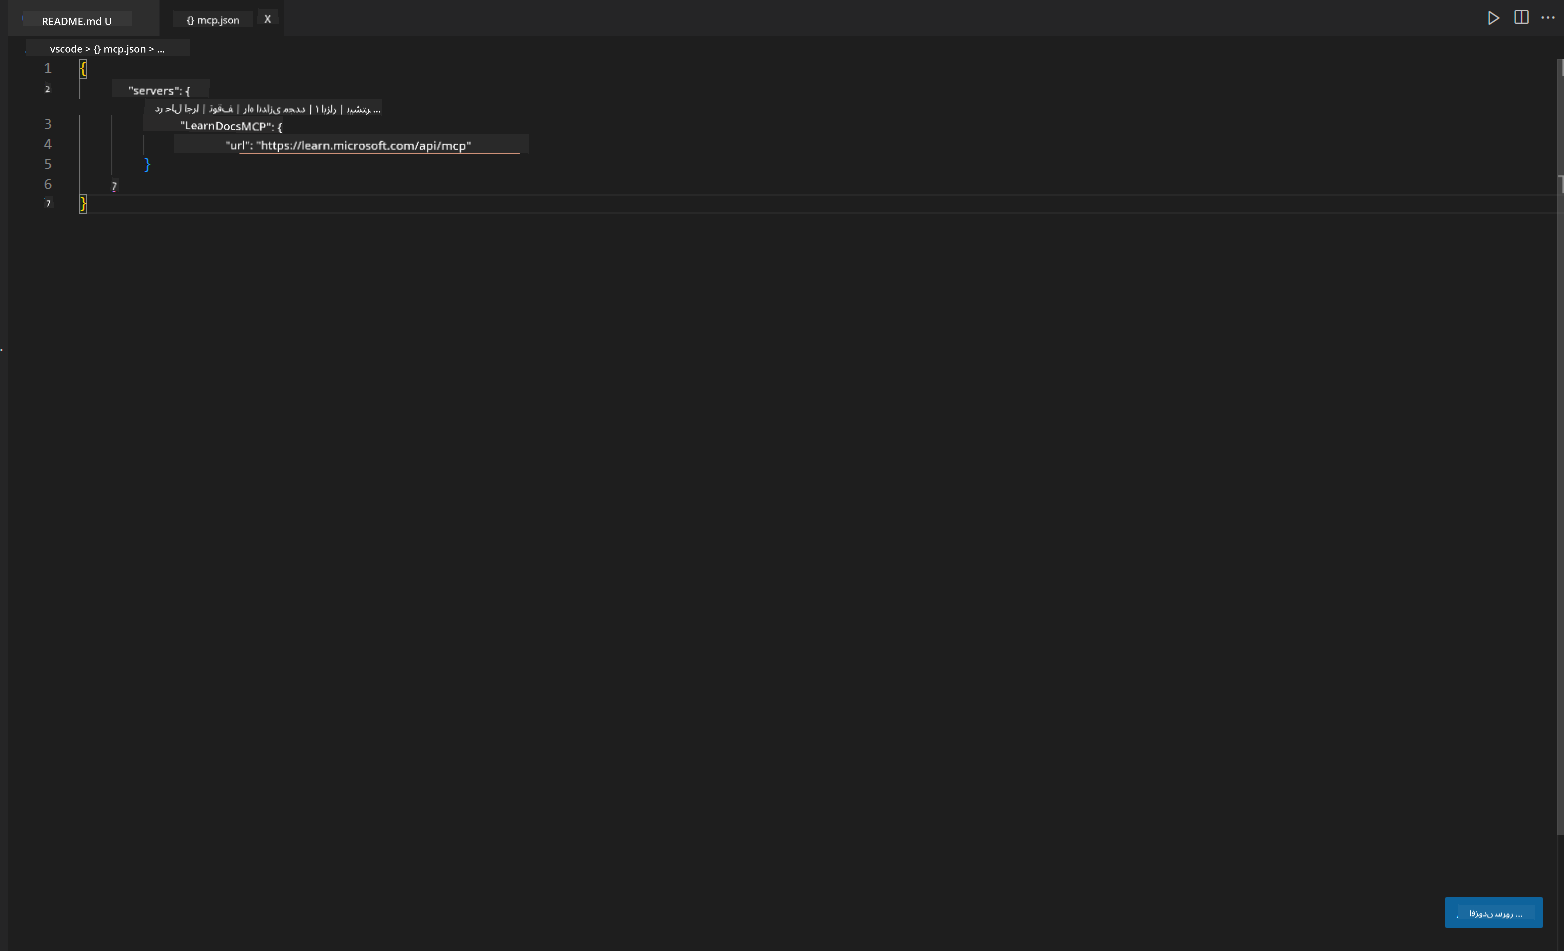 README.md U
{} mcp.json X
vscode > {} mcp.json > ...
1 {
2 "servers": {
در حال اجرا | توقف | راه اندازی مجدد | ۱ ابزار | بیشتر ...
3 "LearnDocsMCP": {
4 "url": "https://learn.microsoft.com/api/mcp"
5 }
6 ?
7 }
افزودن سرور ...